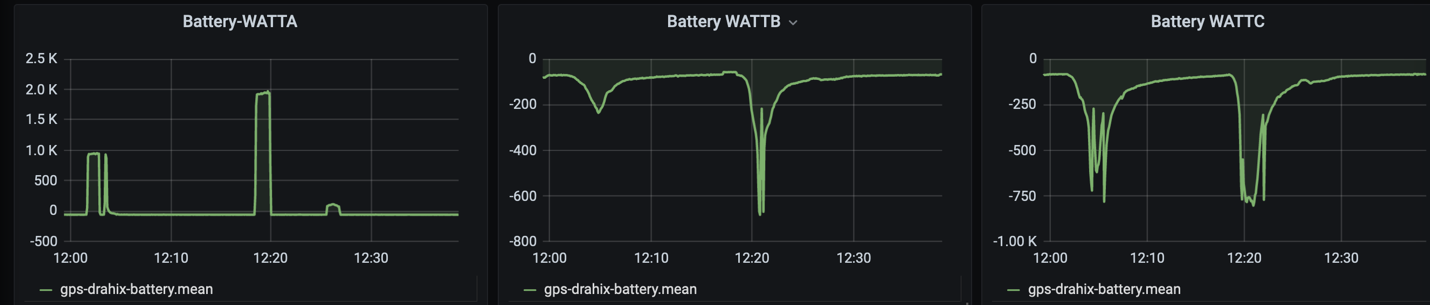 Battery-WATTA
2.5 K
2.0 K
1.5 K
1.0 K
500
0
-500
12:00 12:10 12:20 12:30
gps-drahix-battery.mean
Battery WATTB
0
-200
-400
-600
-800
12:00 12:10 12:20 12:30
gps-drahix-battery.mean
Battery WATTC
0
-250
-500
-750
-1.00 K
12:00 12:10 12:20 12:30
gps-drahix-battery.mean